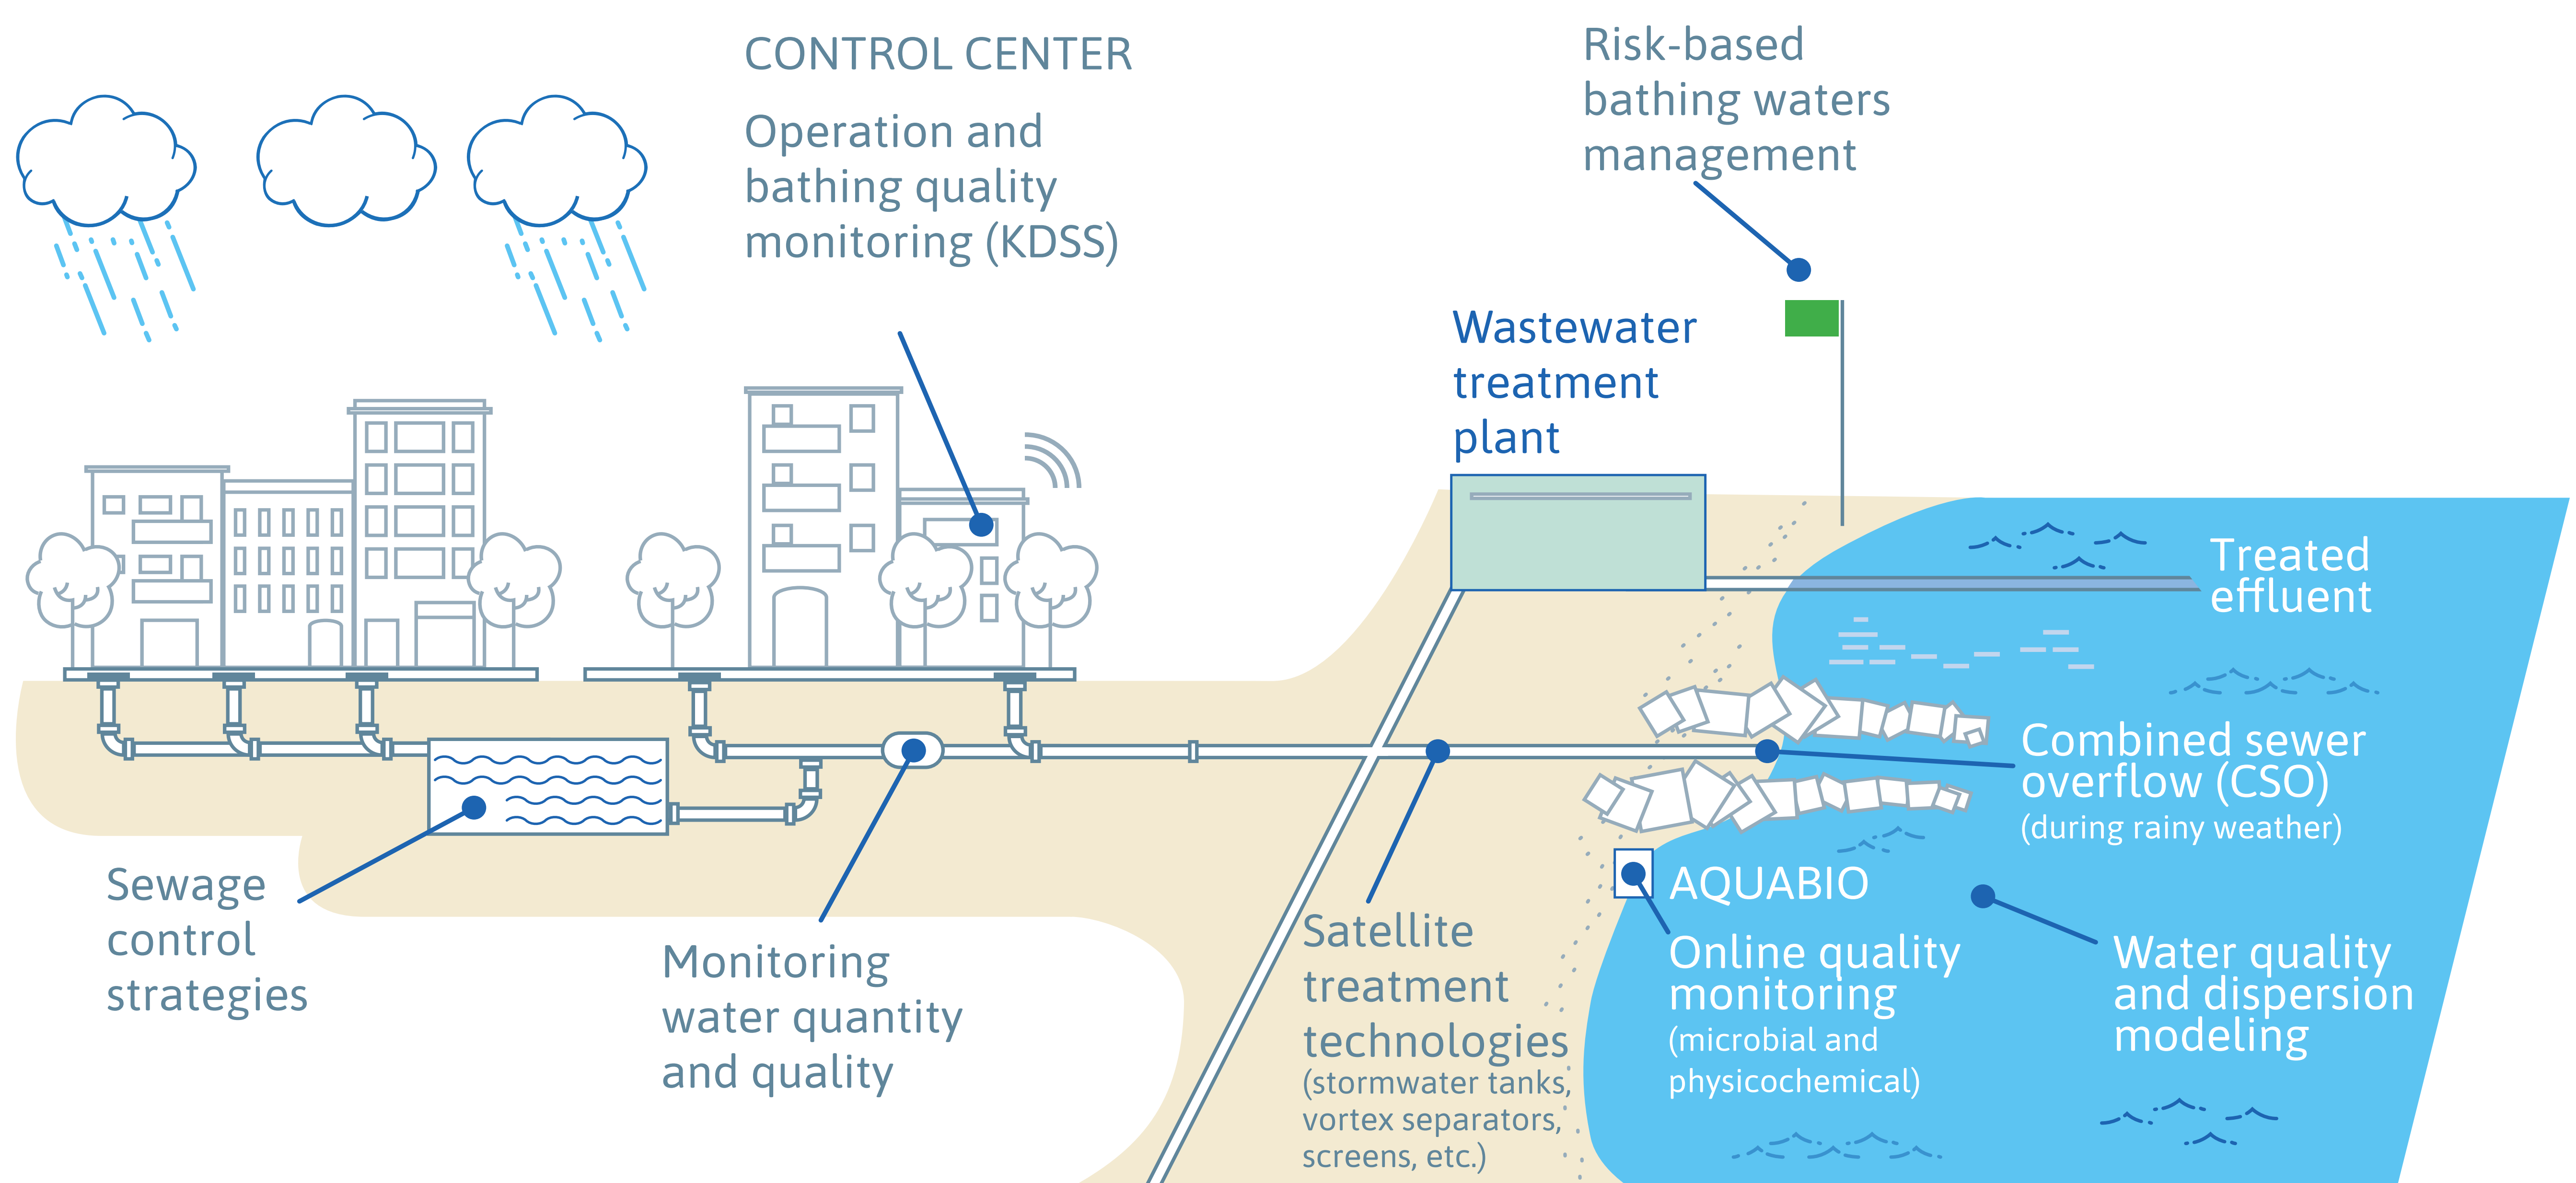 CONTROL CENTER
Operation and
bathing quality
monitoring (KDSS)
Risk-based
bathing waters
management
Wastewater
treatment
plant
Treated
effluent
Combined sewer
overflow (CSO)
(during rainy weather)
Sewage
control
strategies
Monitoring
water quantity
and quality
Satellite
treatment
technologies
(stormwater tanks,
vortex separators,
screens, etc.)
AQUABIO
Online quality
monitoring
(microbial and
physicochemical)
Water quality
and dispersion
modeling